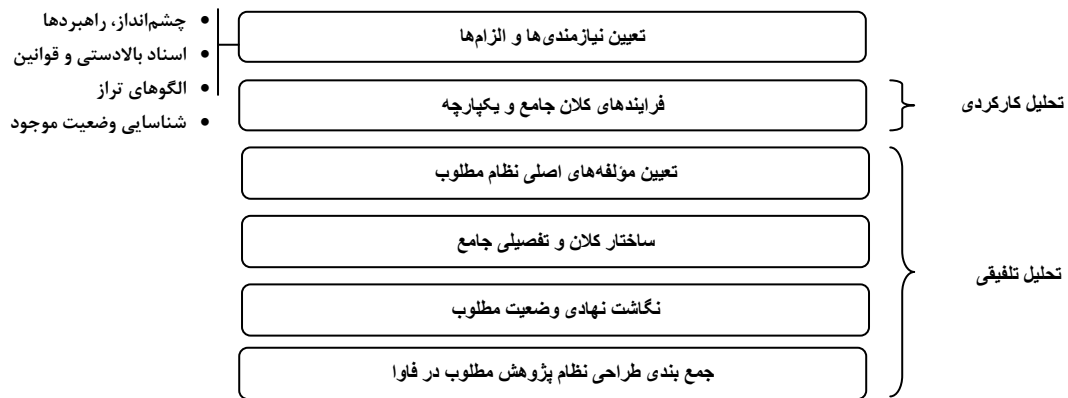 تعیین نیازمندی‌ها و الزام‌ها
چشم‌انداز، راهبردها
اسناد بالادستی و قوانین
الگوهای تراز
شناسایی وضعیت موجود
تحلیل کارکردی
فرایندهای کلان جامع و یکپارچه
تحلیل تلفیقی
تعیین مؤلفه‌های اصلی نظام مطلوب
ساختار کلان و تفصیلی جامع
نگاشت نهادی وضعیت مطلوب
جمع بندی طراحی نظام پژوهش مطلوب در فاوا